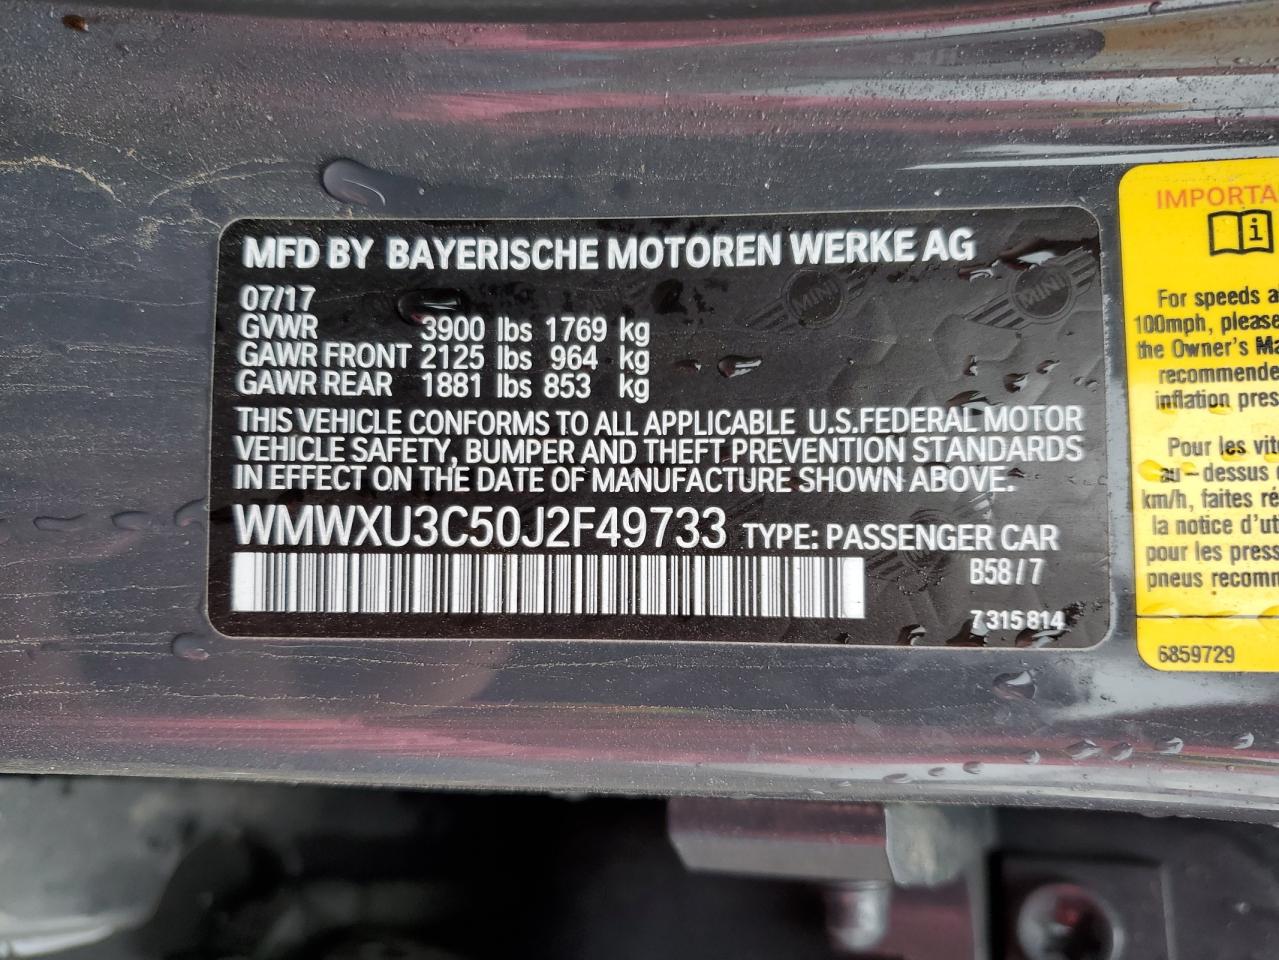 MFD BY BAYERISCHE MOTOREN WERKE AG
07/17
GVWR 3900 lbs 1769 kg
GAWR FRONT 2125 lbs 964 kg
GAWR REAR 1881 lbs 853 kg
THIS VEHICLE CONFORMS TO ALL APPLICABLE U.S.FEDERAL MOTOR
VEHICLE SAFETY, BUMPER AND THEFT PREVENTION STANDARDS
IN EFFECT ON THE DATE OF MANUFACTURE SHOWN ABOVE.
WMWXU3C50J2F49733 TYPE: PASSENGER CAR
B58/7
7 315 814
MINI
MINI
IMPORTA
i
For speeds a
100mph, please
the Owner's Ma
recommende
inflation pres
Pour les vite
au-dessus
km/h, faites ré
la notice d'ut
pour les press
pneus recomm
6859729